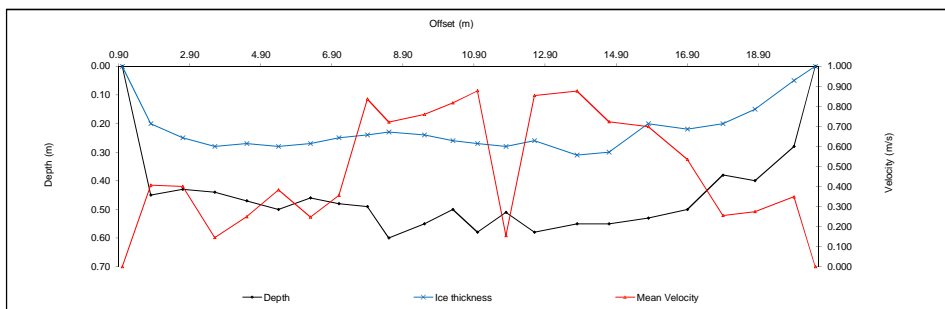 Offset (m)
0.90 2.90 4.90 6.90 8.90 10.90 12.90 14.90 16.90 18.90
0.00 1.000
0.10 0.900
0.20 0.800
0.30 0.700
0.40 0.600
0.50 0.500
0.60 0.400
0.70 0.300
0.200
0.100
0.000
Depth (m)
Velocity (m/s)
Depth Ice thickness Mean Velocity